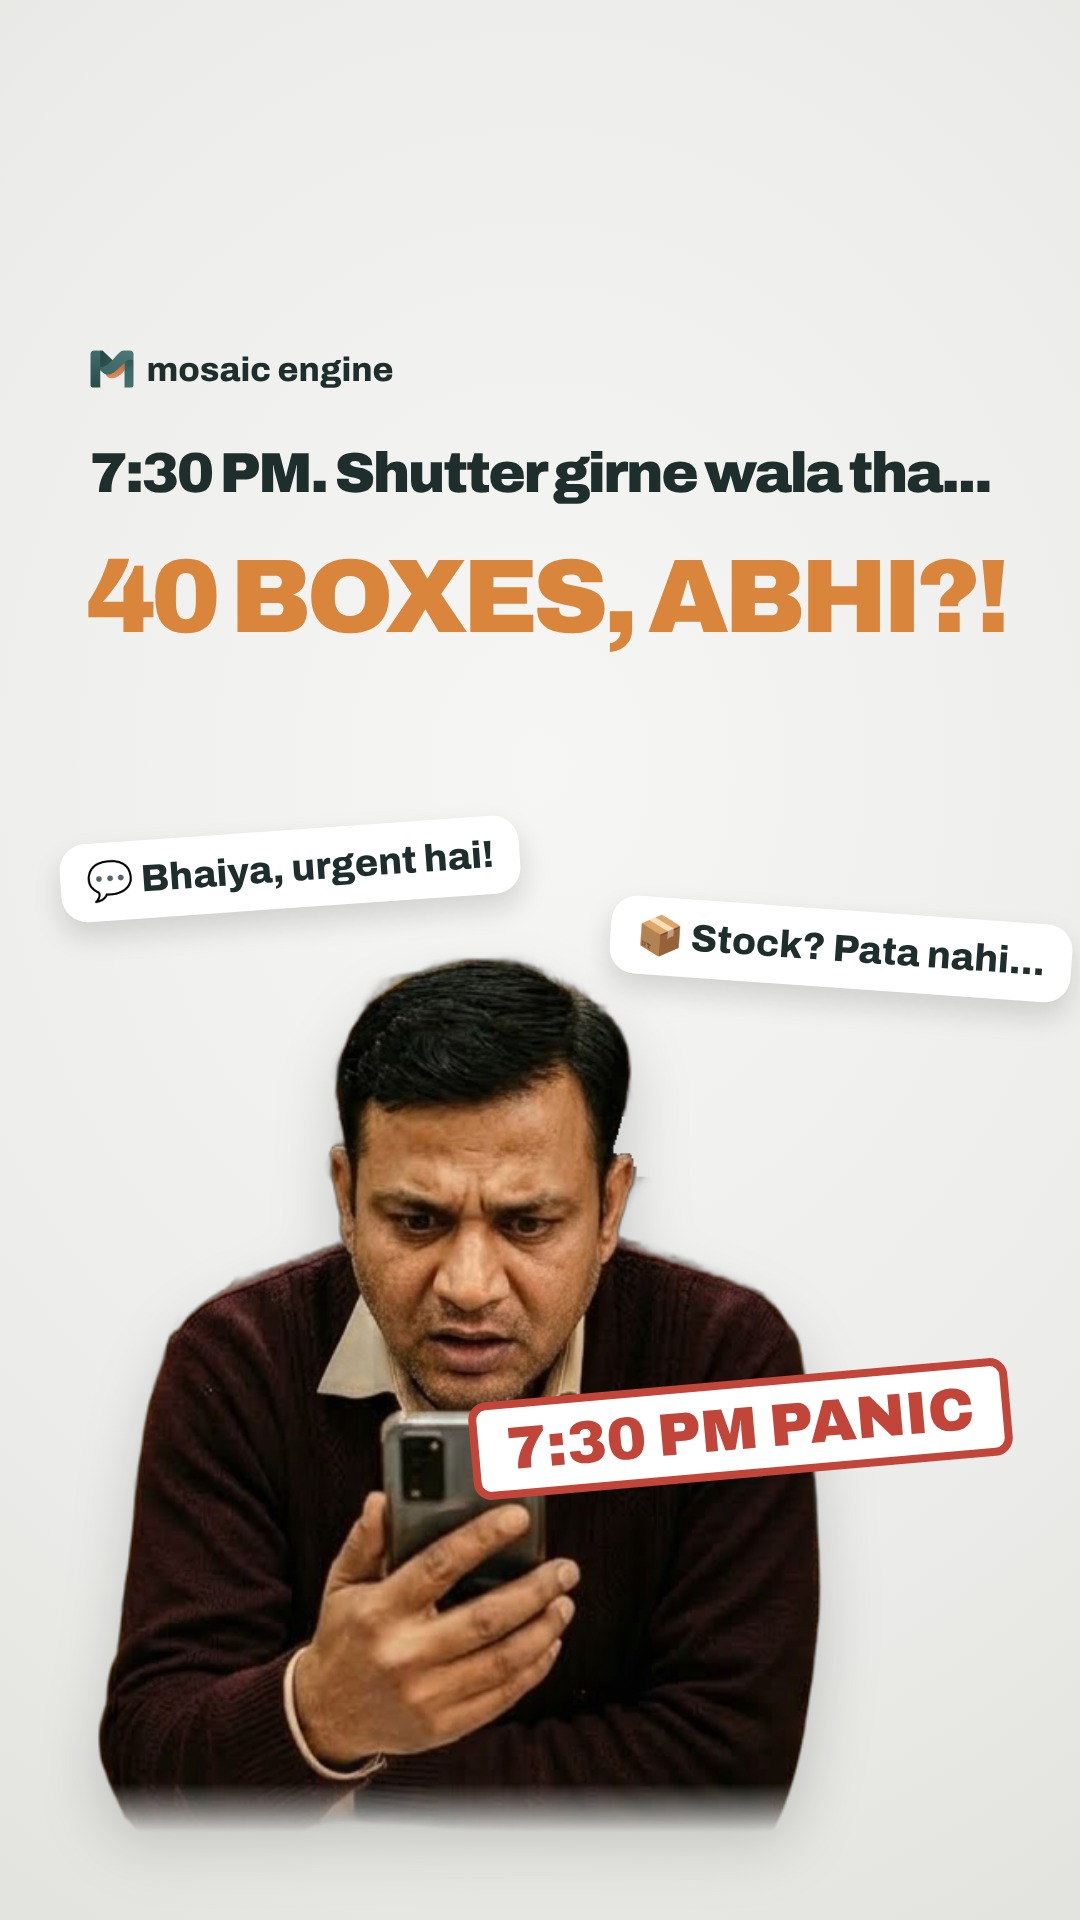 mosaic engine
7:30 PM. Shutter girne wala tha...
40 BOXES, ABHI?!
💬 Bhaiya, urgent hai!
📦 Stock? Pata nahi...
7:30 PM PANIC